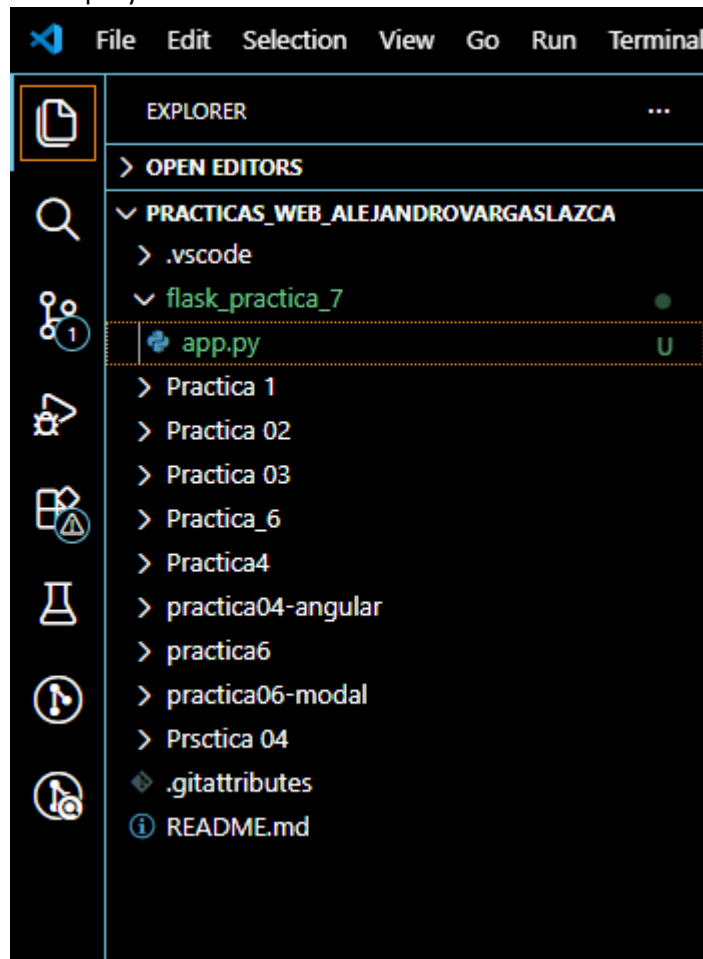 File Edit Selection View Go Run Terminal
EXPLORER ...
OPEN EDITORS
PRACTICAS_WEB_ALEJANDROVARGASLAZCA
.vscode
flask_practica_7
app.py U
1
Practica 1
Practica 02
Practica 03
Practica_6
Practica4
practica04-angular
practica6
practica06-modal
Prsctica 04
.gitattributes
README.md